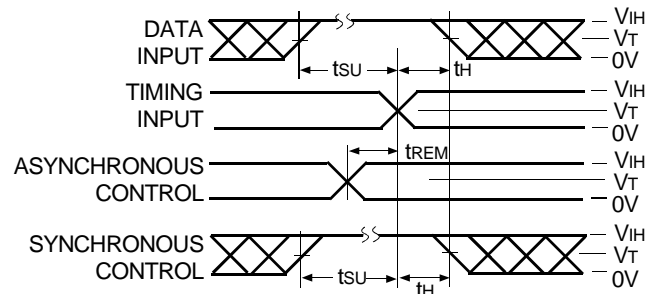 DATA INPUT
VIH
VT
0V
tSU
tH
TIMING INPUT
VIH
VT
0V
tREM
ASYNCHRONOUS CONTROL
VIH
VT
0V
SYNCHRONOUS CONTROL
VIH
VT
0V
tSU
tH